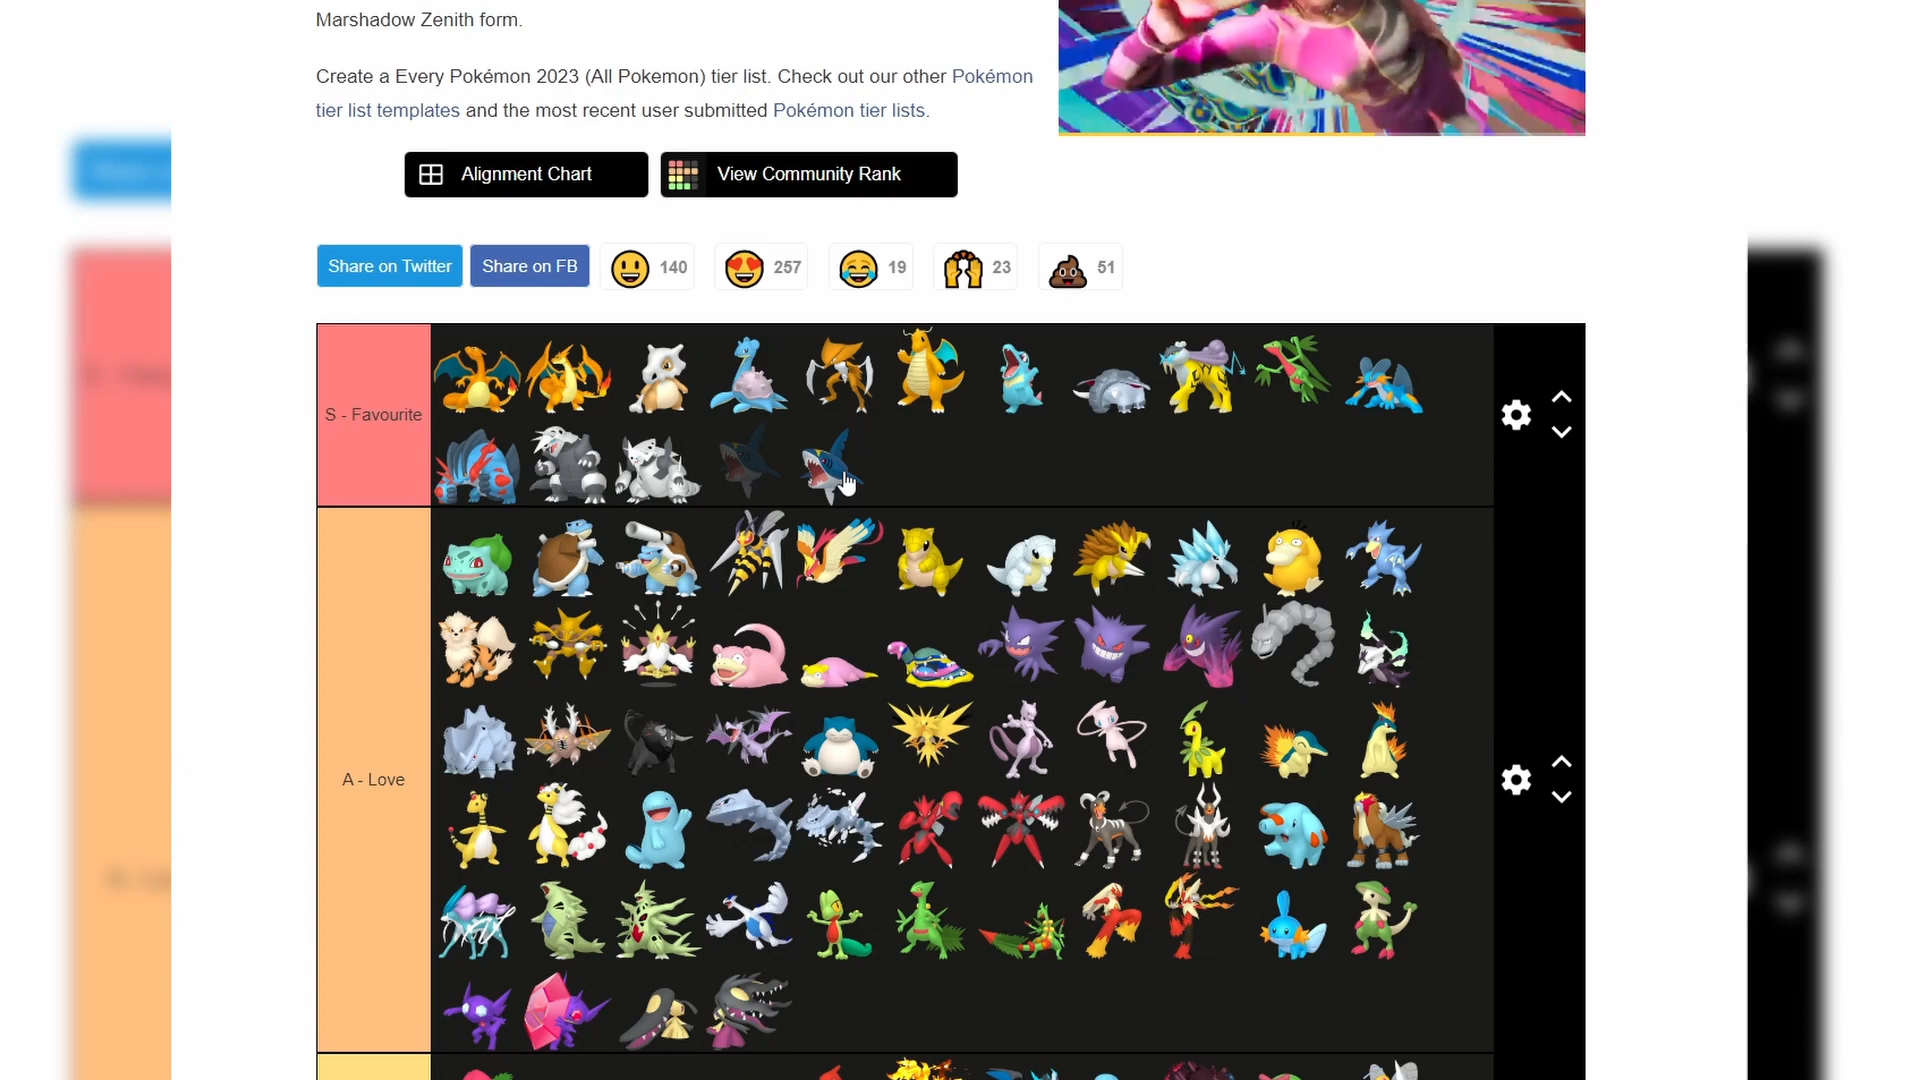 Marshadow Zenith form.
Create a Every Pokémon 2023 (All Pokemon) tier list. Check out our other Pokémon
tier list templates and the most recent user submitted Pokémon tier lists.
Alignment Chart
View Community Rank
Share on Twitter
Share on FB
140
257
19
23
51
S - Favourite
A - Love